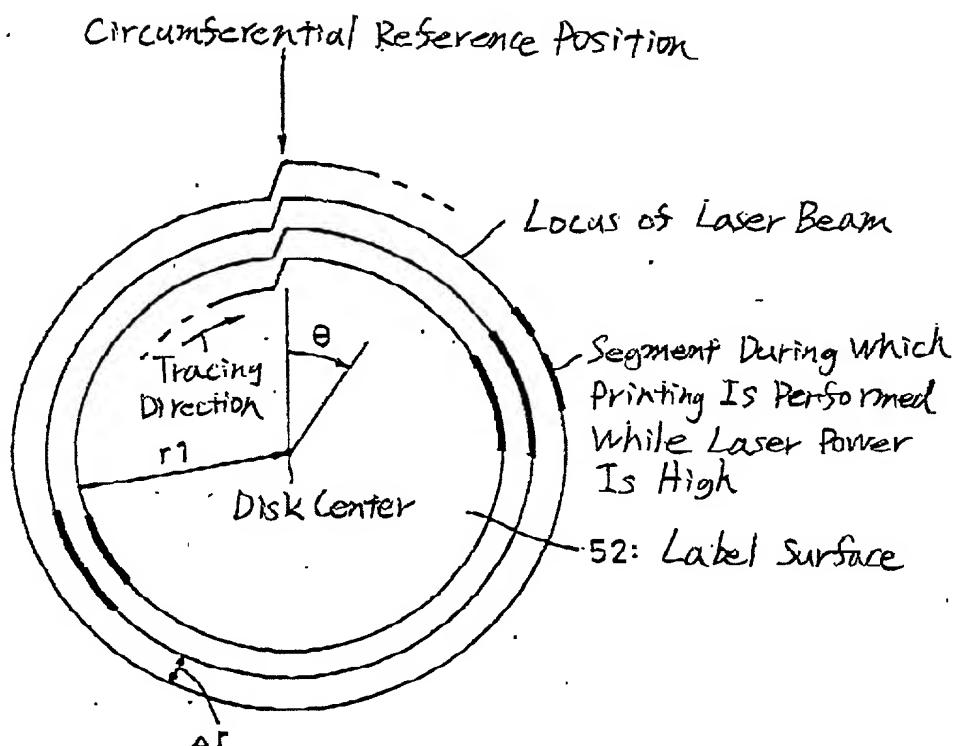 Circumferential Reference Position
Locus of Laser Beam
θ
Tracing
Direction
Segment During Which
Printing Is Performed
While Laser Power
Is High
r1
Disk Center
52: Label Surface
Δr